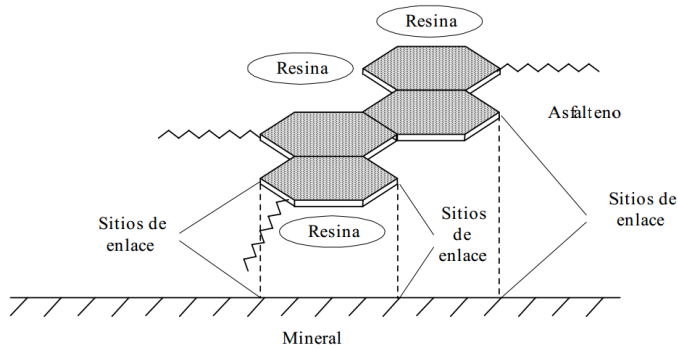 Resina
Resina
Asfalteno
Sitios de
enlace
Sitios
de
enlace
Sitios de
enlace
Resina
Mineral